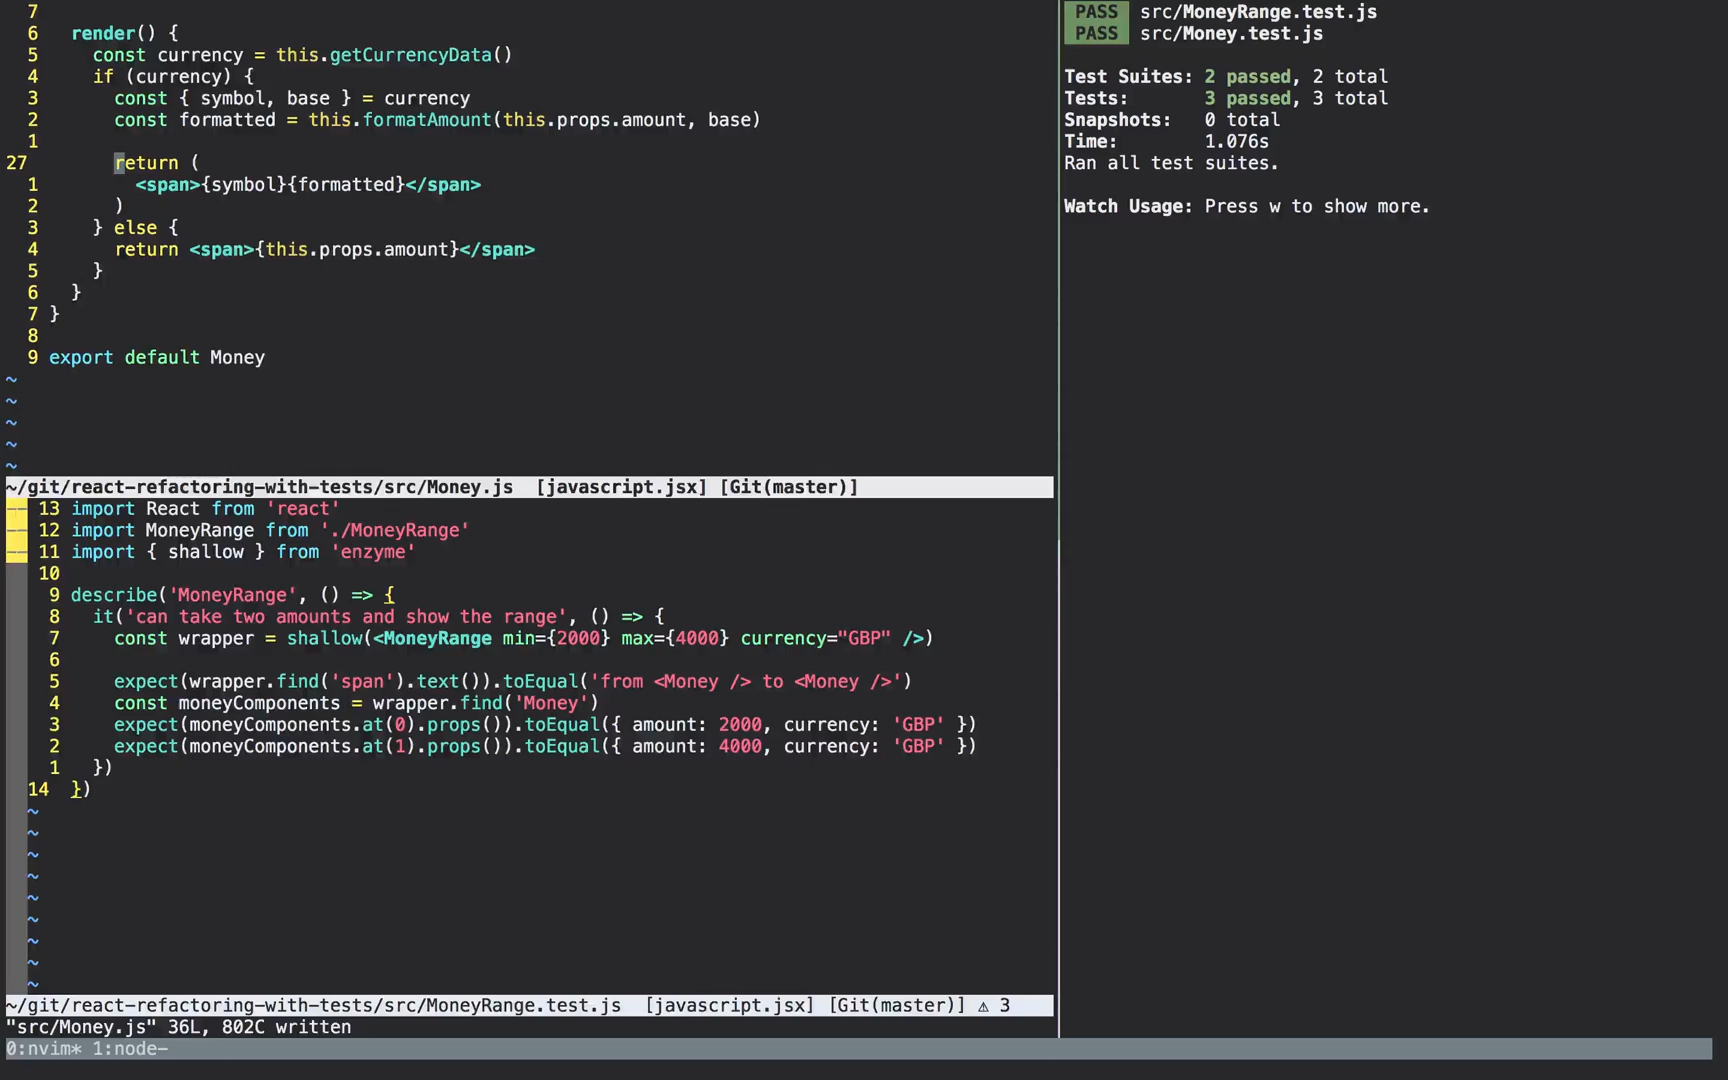 7
6   render() {
5     const currency = this.getCurrencyData()
4     if (currency) {
3       const { symbol, base } = currency
2       const formatted = this.formatAmount(this.props.amount, base)
1
27       return (
1         <span>{symbol}{formatted}</span>
2       )
3     } else {
4       return <span>{this.props.amount}</span>
5     }
6   }
7 }
8
9 export default Money
~
~
~
~
~
~/git/react-refactoring-with-tests/src/Money.js  [javascript.jsx] [Git(master)]
-- 13 import React from 'react'
-- 12 import MoneyRange from './MoneyRange'
-- 11 import { shallow } from 'enzyme'
10
9 describe('MoneyRange', () => {
8   it('can take two amounts and show the range', () => {
7     const wrapper = shallow(<MoneyRange min={2000} max={4000} currency="GBP" />)
6
5     expect(wrapper.find('span').text()).toEqual('from <Money /> to <Money />')
4     const moneyComponents = wrapper.find('Money')
3     expect(moneyComponents.at(0).props()).toEqual({ amount: 2000, currency: 'GBP' })
2     expect(moneyComponents.at(1).props()).toEqual({ amount: 4000, currency: 'GBP' })
1   })
14 })
~
~
~
~
~
~
~
~
~
~/git/react-refactoring-with-tests/src/MoneyRange.test.js  [javascript.jsx] [Git(master)] ⚠ 3
"src/Money.js" 36L, 802C written
0:nvim* 1:node-
PASS src/MoneyRange.test.js
PASS src/Money.test.js
Test Suites: 2 passed, 2 total
Tests:       3 passed, 3 total
Snapshots:   0 total
Time:        1.076s
Ran all test suites.
Watch Usage: Press w to show more.